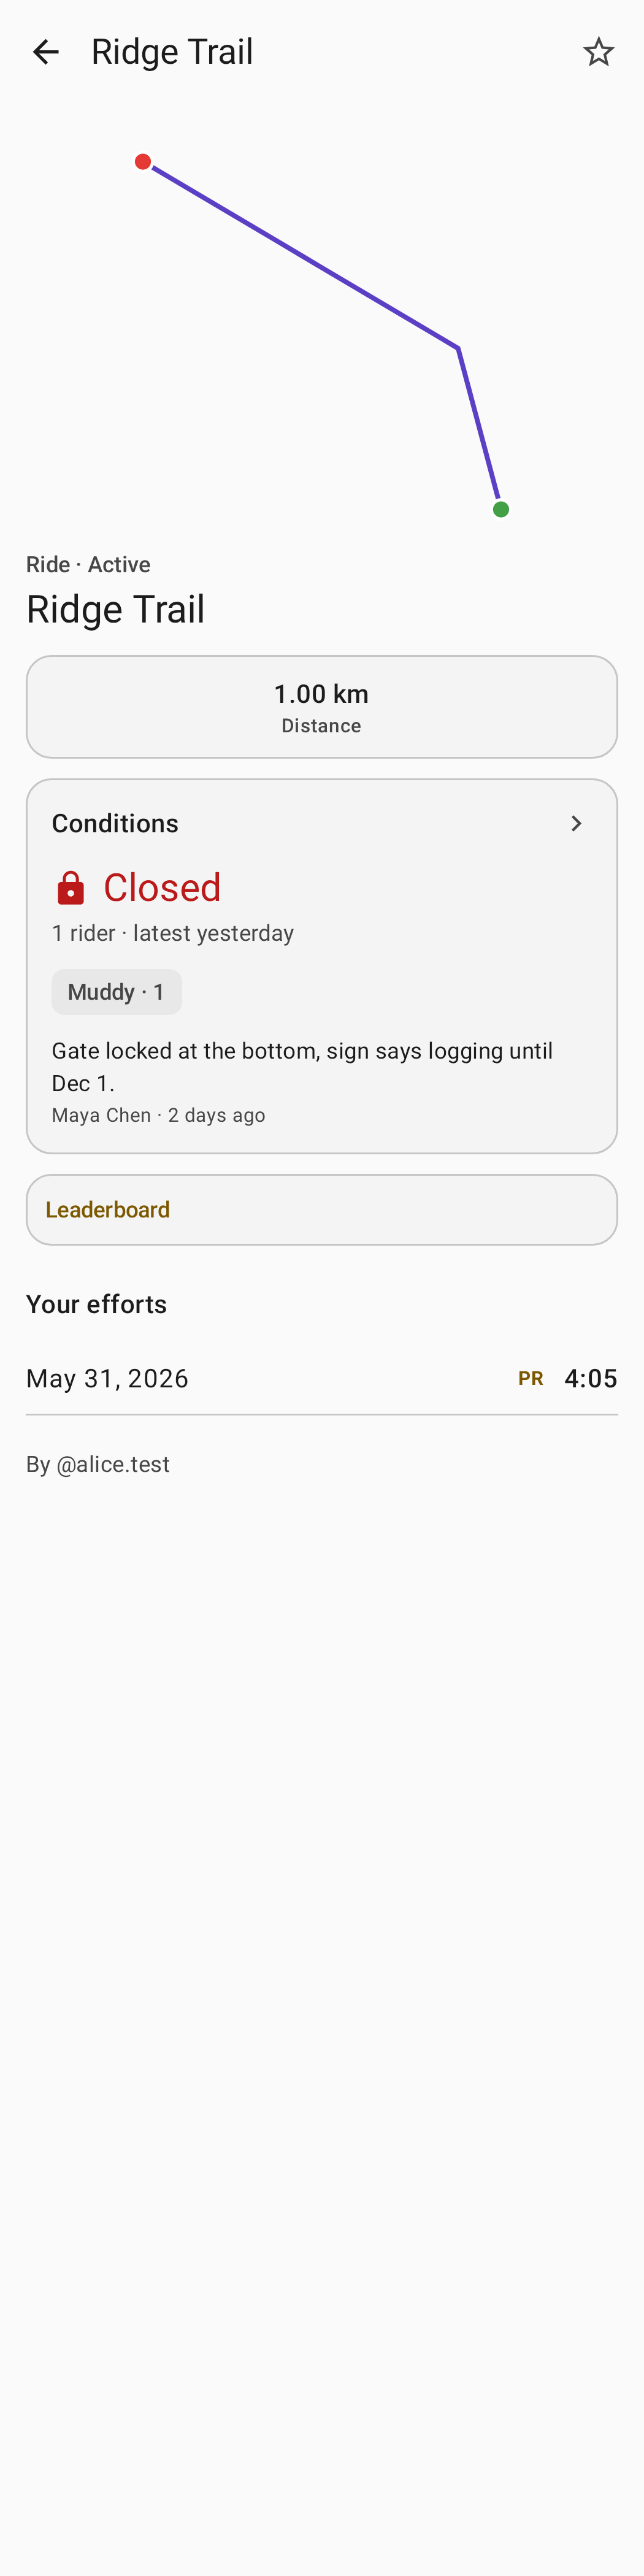 Ridge Trail
Ride · Active
Ridge Trail
1.00 km
Distance
Conditions
Closed
1 rider · latest yesterday
Muddy · 1
Gate locked at the bottom, sign says logging until
Dec 1.
Maya Chen · 2 days ago
Leaderboard
Your efforts
May 31, 2026 PR 4:05
By @alice.test